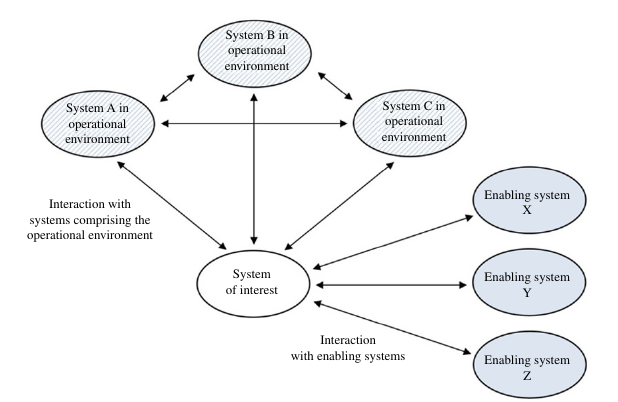 System B in
operational
environment
System A in
operational
environment
System C in
operational
environment
Interaction with
systems comprising the
operational environment
Enabling system
X
System
of interest
Enabling system
Y
Interaction
with enabling systems
Enabling system
Z